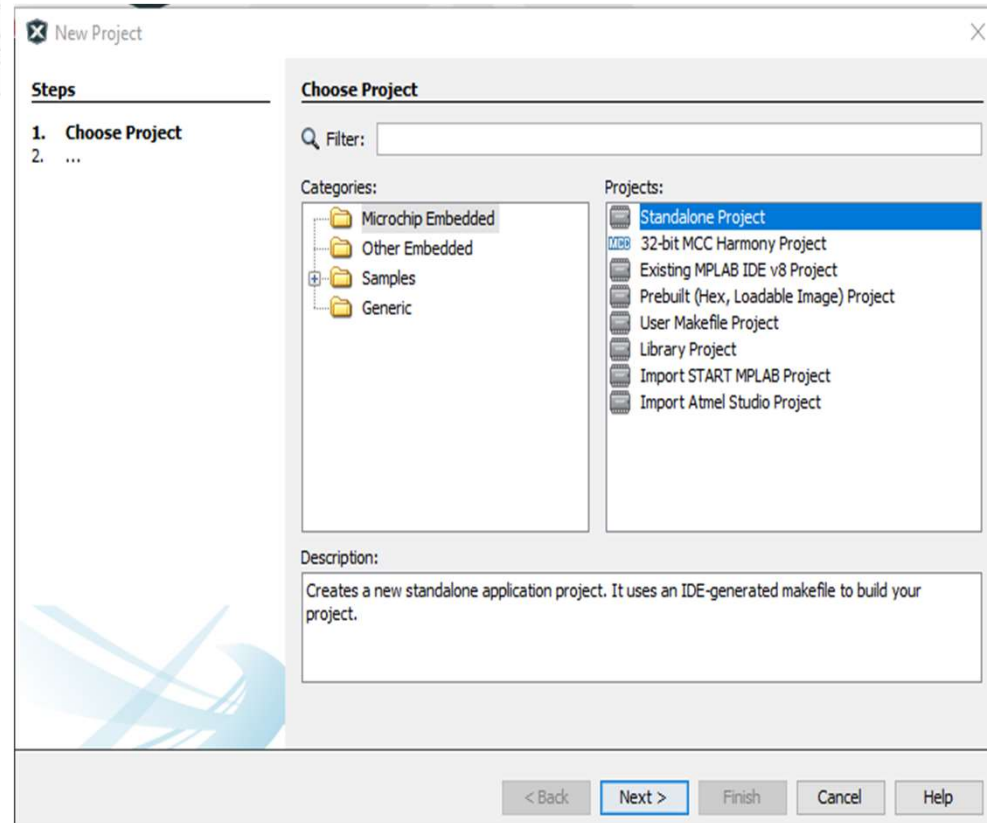 New Project
Steps
1. Choose Project
2. ...
Choose Project
Filter:
Categories:
Microchip Embedded
Other Embedded
Samples
Generic
Projects:
Standalone Project
MCC 32-bit MCC Harmony Project
Existing MPLAB IDE v8 Project
Prebuilt (Hex, Loadable Image) Project
User Makefile Project
Library Project
Import START MPLAB Project
Import Atmel Studio Project
Description:
Creates a new standalone application project. It uses an IDE-generated makefile to build your
project.
< Back
Next >
Finish
Cancel
Help